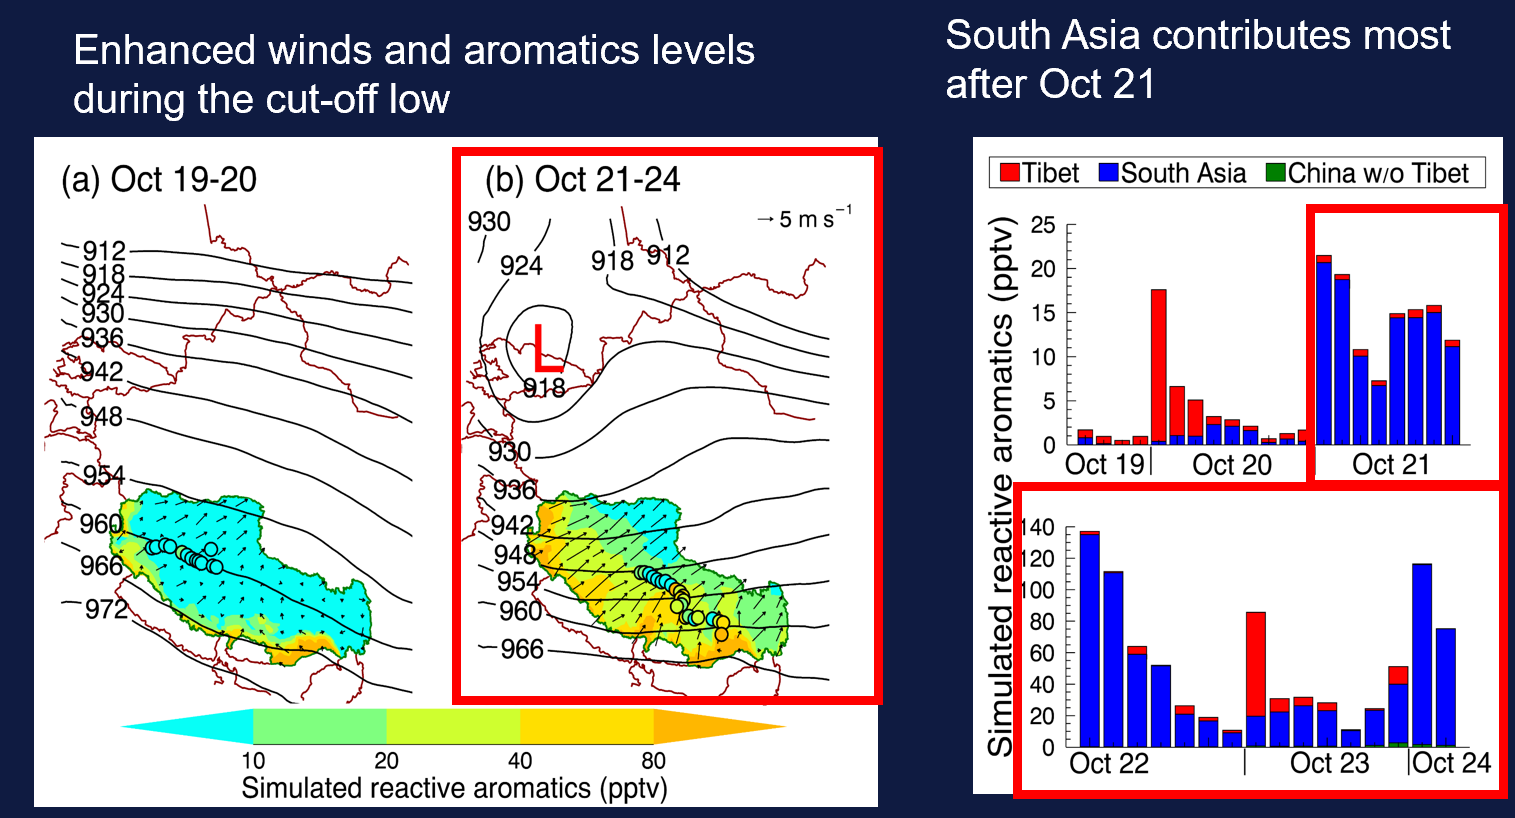 Enhanced winds and aromatics levels
during the cut-off low
South Asia contributes most
after Oct 21
(a) Oct 19-20
912
918
924
930
936
942
948
954
960
966
972
(b) Oct 21-24
→ 5 m s⁻¹
930
924
918
912
L
918
930
936
942
948
954
960
966
10
20
40
80
Simulated reactive aromatics (pptv)
Tibet
South Asia
China w/o Tibet
Simulated reactive aromatics (pptv)
25
20
15
10
5
0
Oct 19
Oct 20
Oct 21
140
120
100
80
60
40
20
0
Oct 22
Oct 23
Oct 24